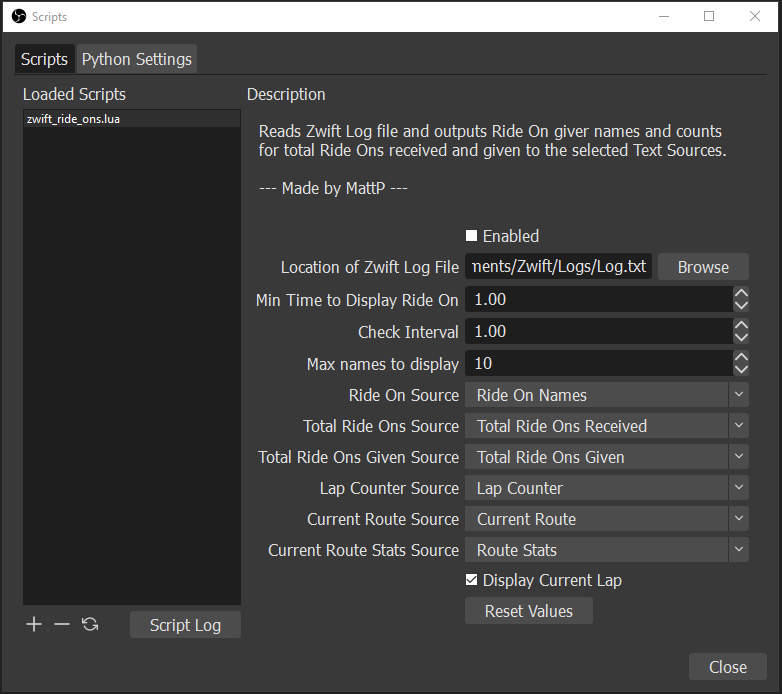 Scripts
Scripts
Python Settings
Loaded Scripts
Description
zwift_ride_ons.lua
Reads Zwift Log file and outputs Ride On giver names and counts
for total Ride Ons received and given to the selected Text Sources.
--- Made by MattP ---
Enabled
Location of Zwift Log File
nents/Zwift/Logs/Log.txt
Browse
Min Time to Display Ride On
1.00
Check Interval
1.00
Max names to display
10
Ride On Source
Ride On Names
Total Ride Ons Source
Total Ride Ons Received
Total Ride Ons Given Source
Total Ride Ons Given
Lap Counter Source
Lap Counter
Current Route Source
Current Route
Current Route Stats Source
Route Stats
Display Current Lap
Reset Values
Script Log
Close